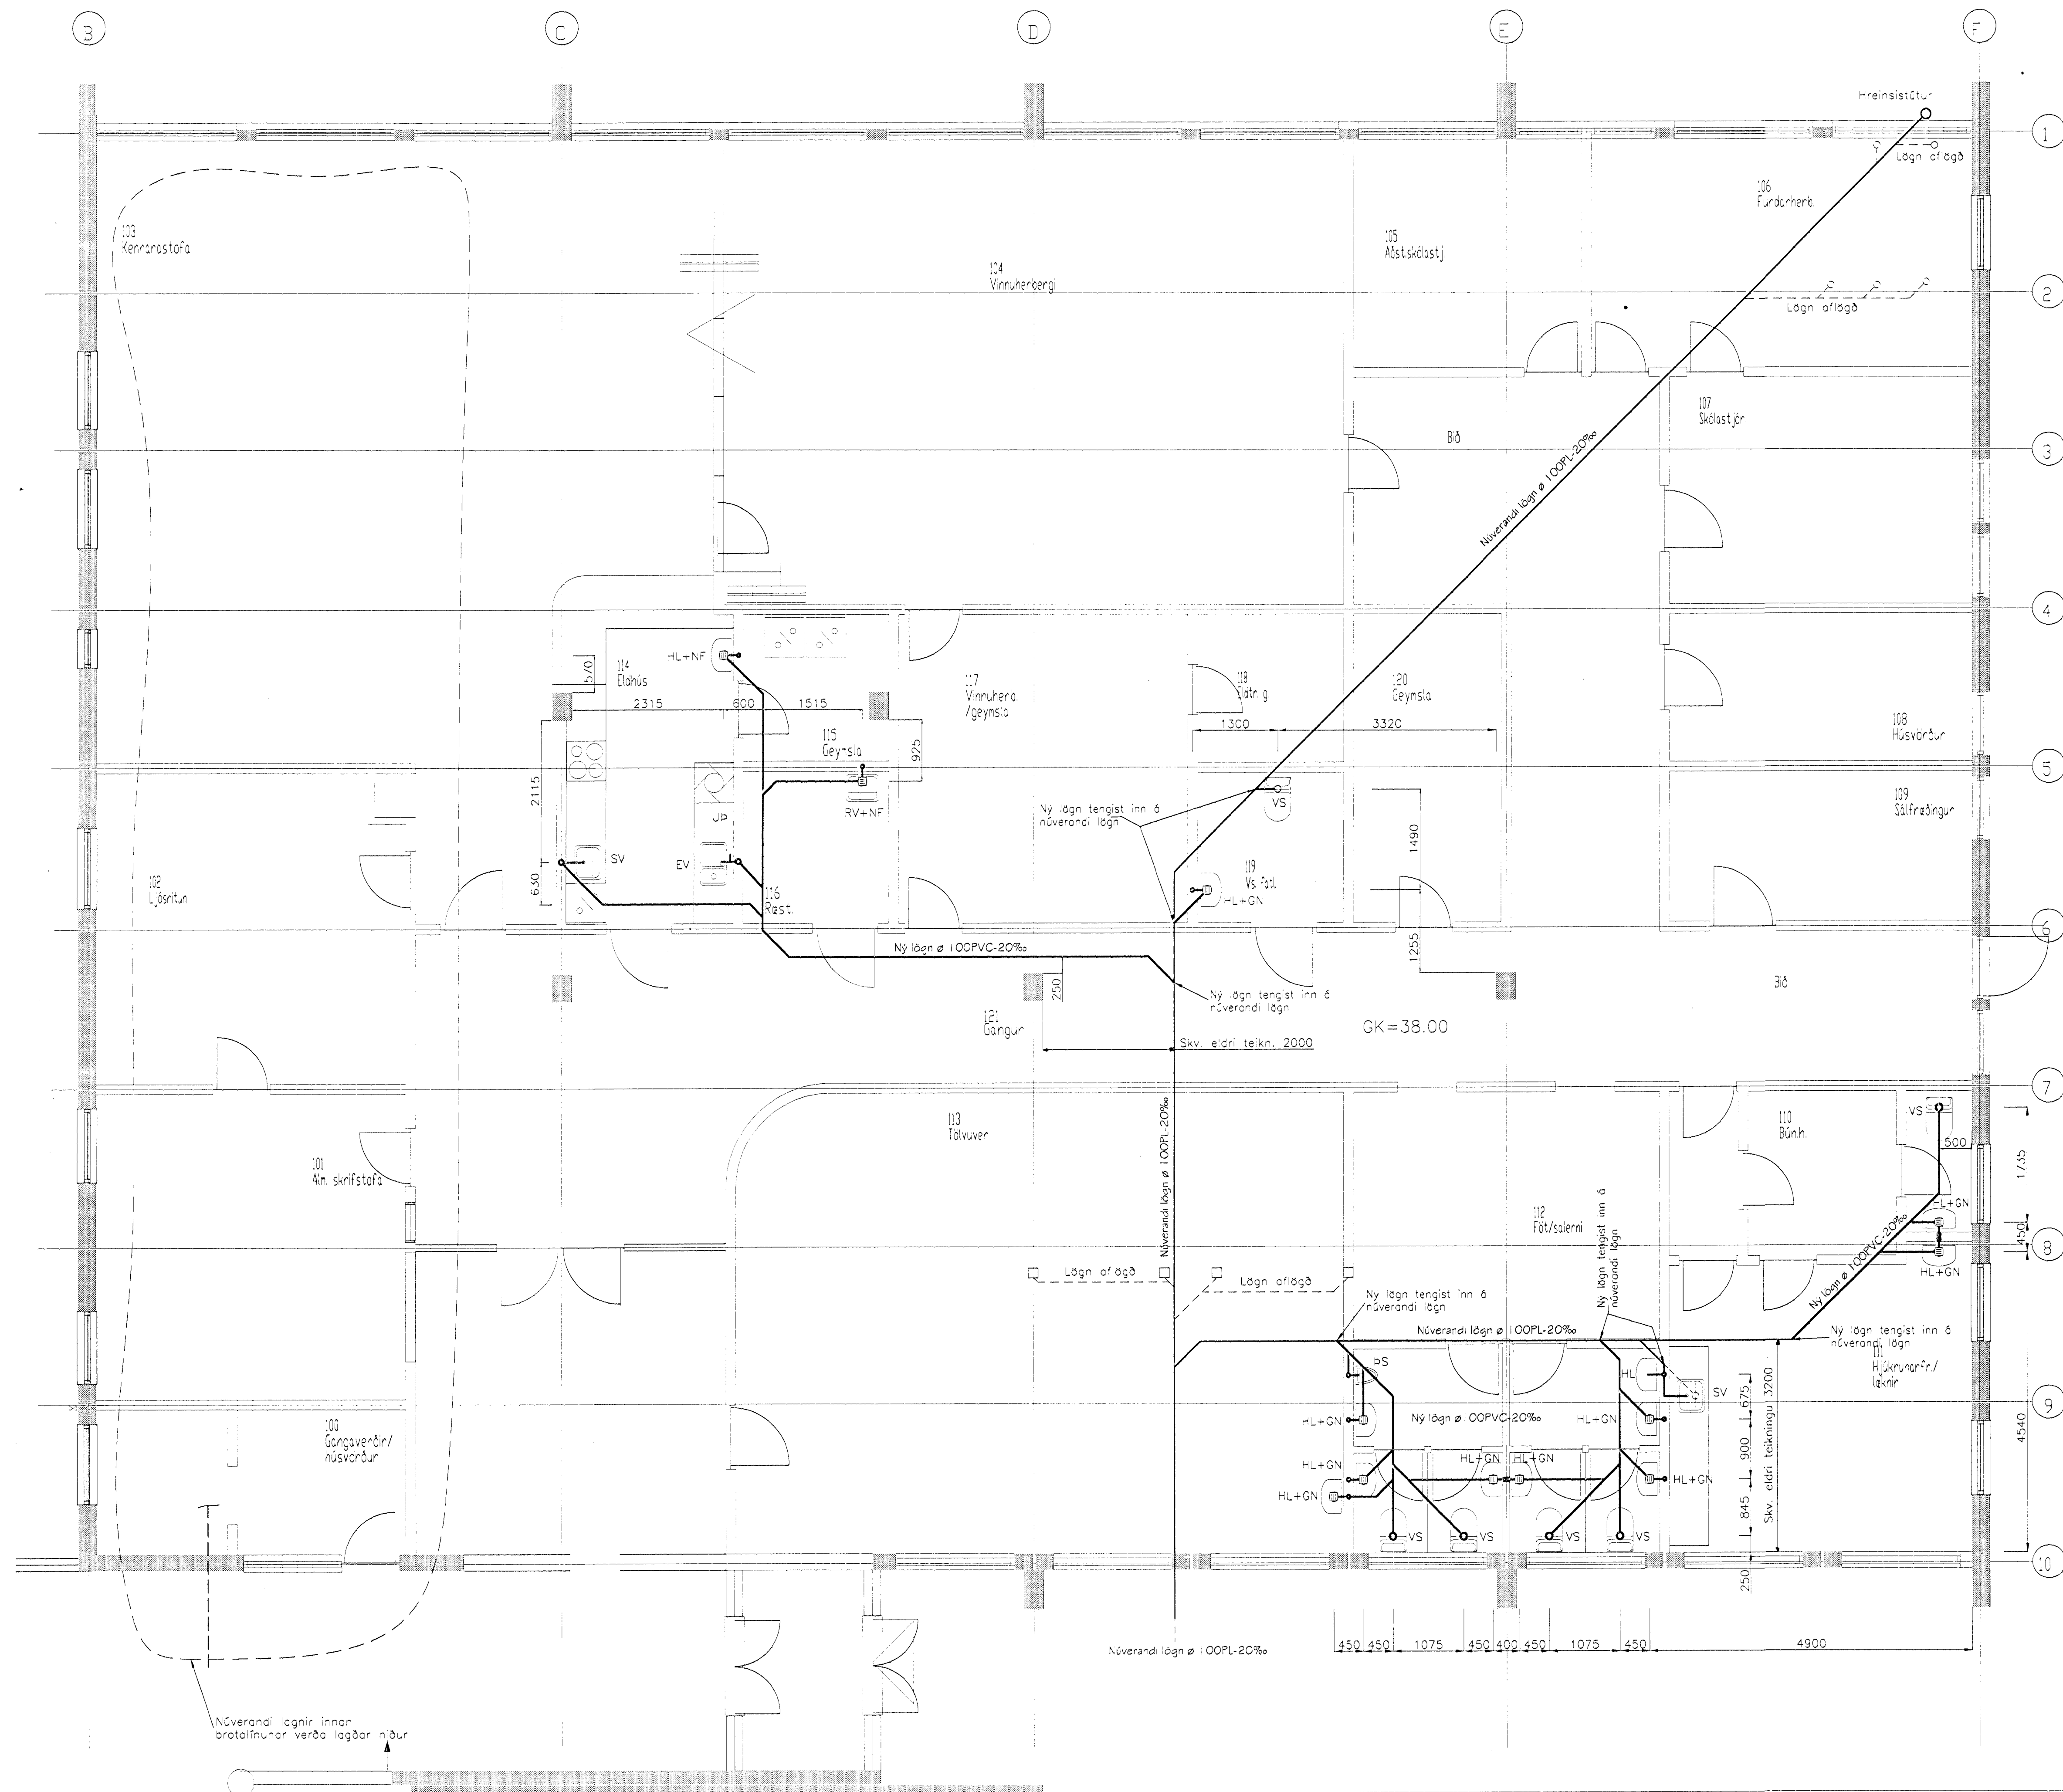 B
C
D
E
F
Hreinsistútur
1
Lögn aflögð
106
Fundarherb.
103
Kennarastofa
105
Aðst.skólastj.
104
Vinnuherbergi
2
Lögn aflögð
107
Skólastjóri
Bið
3
Núverandi lögn ø 100PL-20‰
4
HL+NF
570
114
Eldhús
117
Vinnuherb.
/geymsla
118
Eldtr. g.
120
Geymsla
2315
600
1515
1300
3320
108
Húsvörður
115
Geymsla
925
5
2115
Ný lögn tengist inn á
núverandi lögn
VS
109
Sálfræðingur
RV+NF
UÞ
1490
SV
EV
119
Vs. fatl.
102
Ljósritun
630
116
Ræst.
HL+GN
6
Ný lögn ø 100PVC-20‰
1255
250
Ný lögn tengist inn á
núverandi lögn
Bið
121
Gangur
GK=38.00
Skv. eldri teikn. 2000
7
Núverandi lögn ø 100PL-20‰
113
Tölvuver
VS
110
Bún.h.
500
1735
101
Alm. skrifstofa
112
Föt/salerni
Ný lögn tengist inn á
núverandi lögn
HL+GN
450
Ný lögn ø 100PVC-20‰
8
Lögn aflögð
Lögn aflögð
HL+GN
Ný lögn tengist inn á
núverandi lögn
Núverandi lögn ø 100PL-20‰
Ný lögn tengist inn á
núverandi lögn
111
Hjúkrunarfr./
læknir
ÞS
HL
SV
675
Skv. eldri teikningu 3200
4540
9
HL+GN
Ný lögn ø100PVC-20‰
HL+GN
100
Gangaverðir/
húsvörður
900
HL+GN
HL+GN
HL+GN
HL+GN
HL+GN
845
VS
VS
VS
VS
10
250
450
450
1075
450
400
450
1075
450
4900
Núverandi lögn ø 100PL-20‰
Núverandi lagnir innan
brotalínunar verða lagðar niður